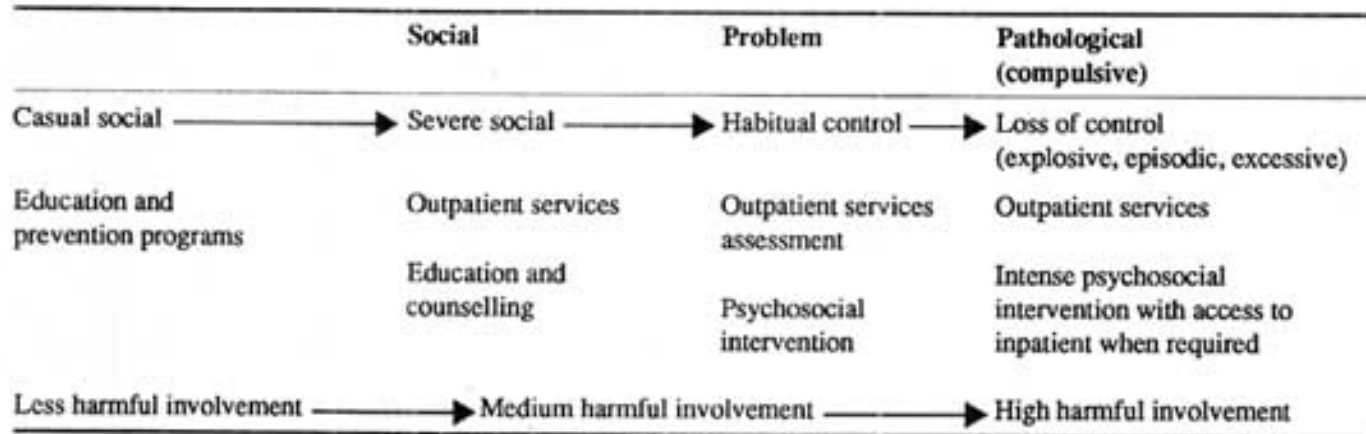 Social Problem Pathological
(compulsive)
Casual social Severe social Habitual control Loss of control
(explosive, episodic, excessive)
Education and Outpatient services Outpatient services Outpatient services
prevention programs assessment
Education and Intense psychosocial
counselling Psychosocial intervention with access to
intervention inpatient when required
Less harmful involvement Medium harmful involvement High harmful involvement